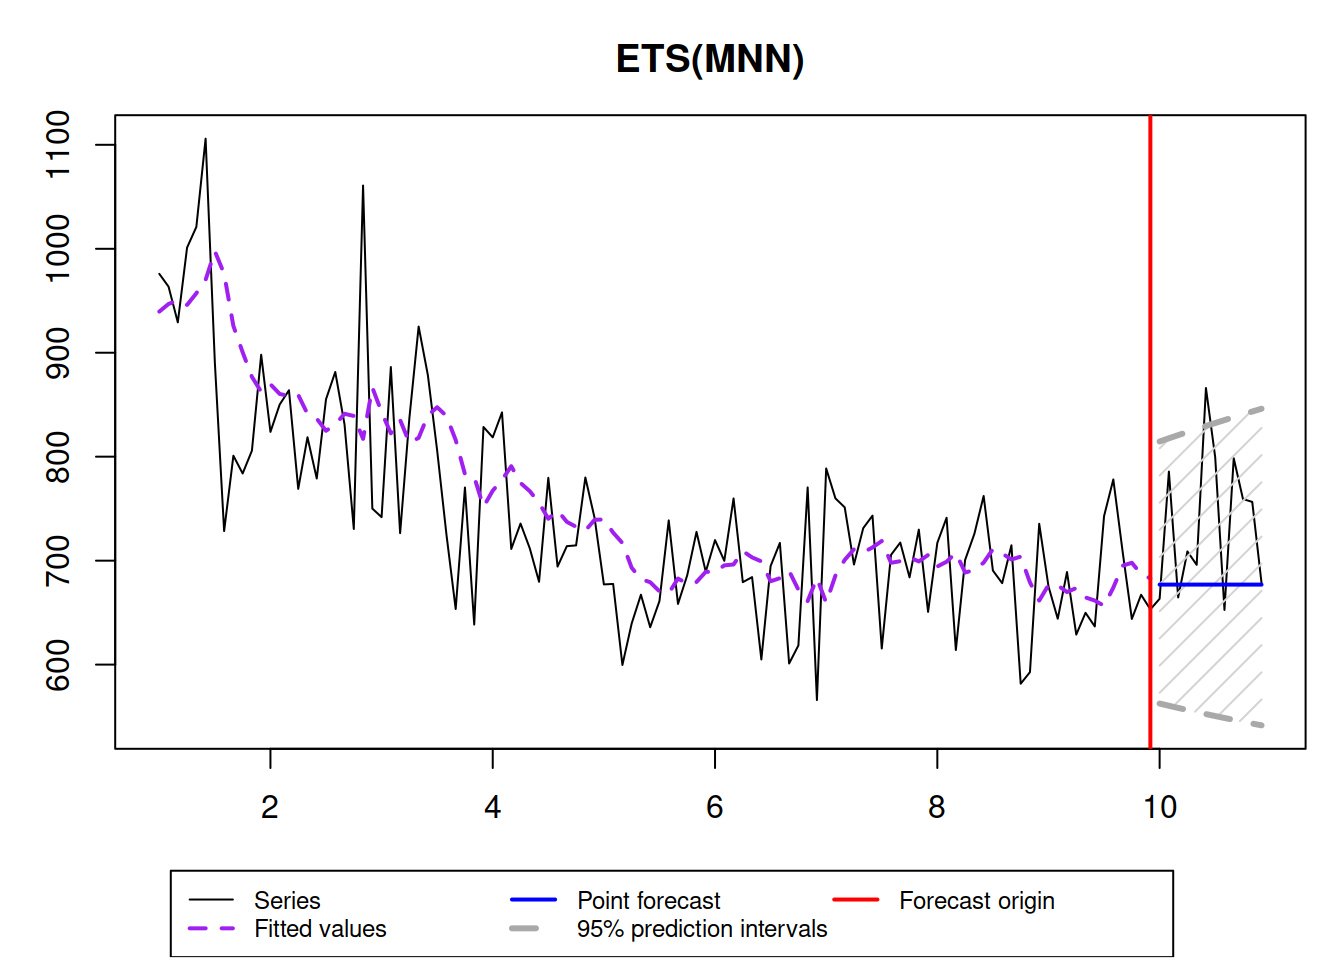 ETS(MNN)
1100
1000
900
800
700
600
2 4 6 8 10
Series Point forecast Forecast origin
Fitted values 95% prediction intervals